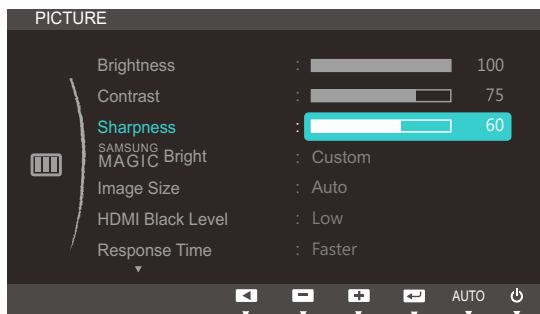 PICTURE
Brightness : 100
Contrast : 75
Sharpness : 60
SAMSUNG MAGIC Bright : Custom
Image Size : Auto
HDMI Black Level : Low
Response Time : Faster
AUTO